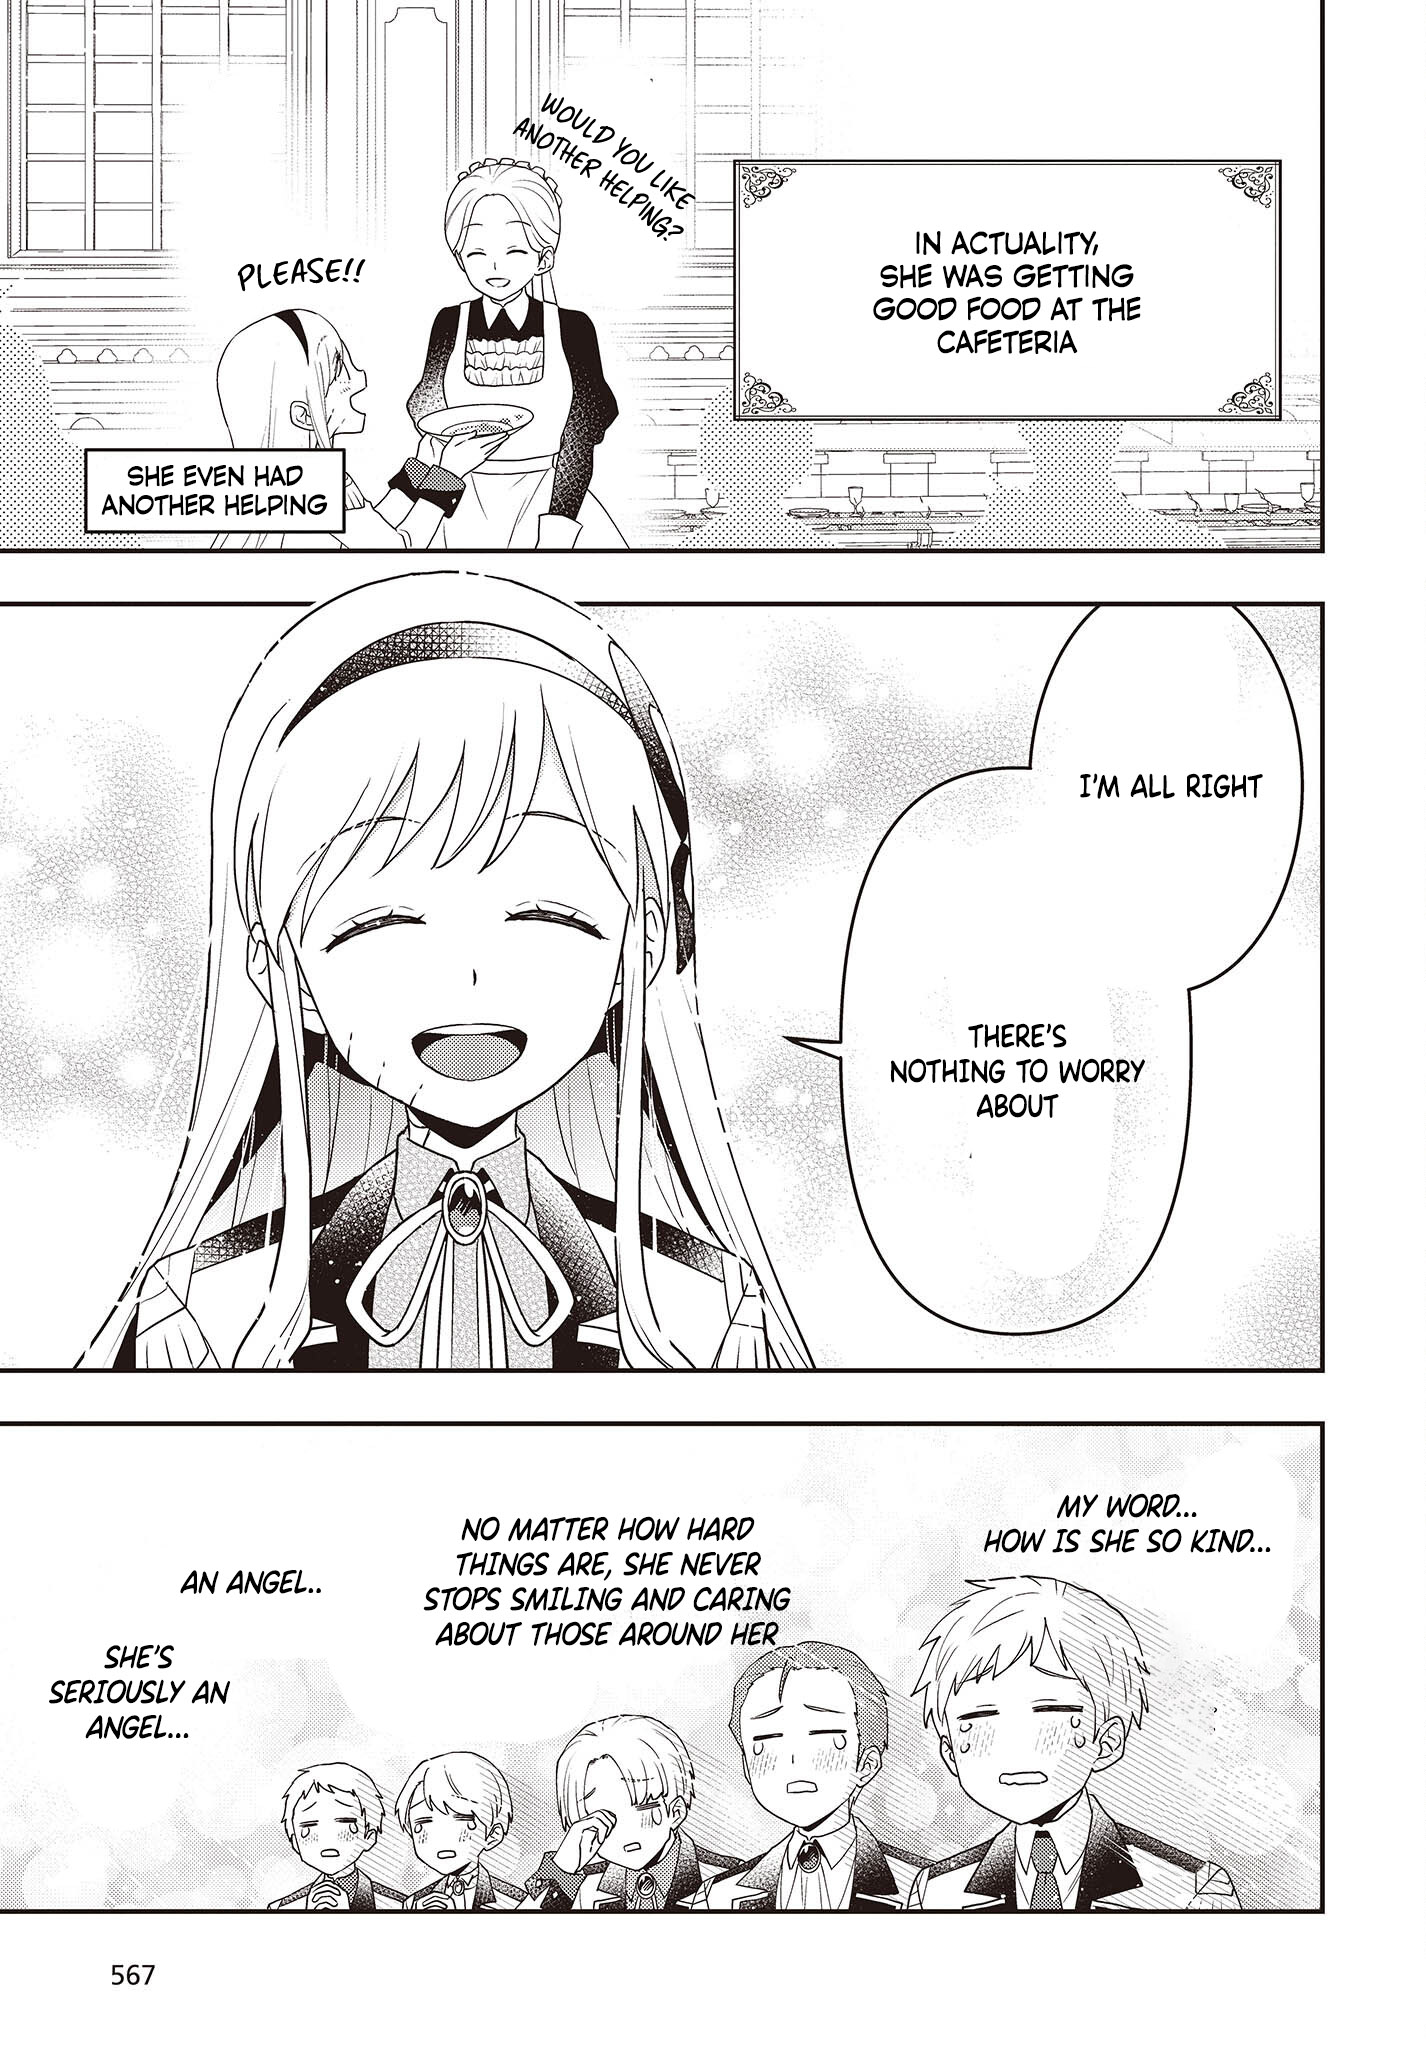 IN ACTUALITY,
SHE WAS GETTING
GOOD FOOD AT THE
CAFETERIA
WOULD YOU LIKE
ANOTHER HELPING?
PLEASE!!
SHE EVEN HAD
ANOTHER HELPING
I'M ALL RIGHT
THERE'S
NOTHING TO WORRY
ABOUT
MY WORD...
HOW IS SHE SO KIND...
NO MATTER HOW HARD
THINGS ARE, SHE NEVER
STOPS SMILING AND CARING
ABOUT THOSE AROUND HER
AN ANGEL..
SHE'S
SERIOUSLY AN
ANGEL...
567